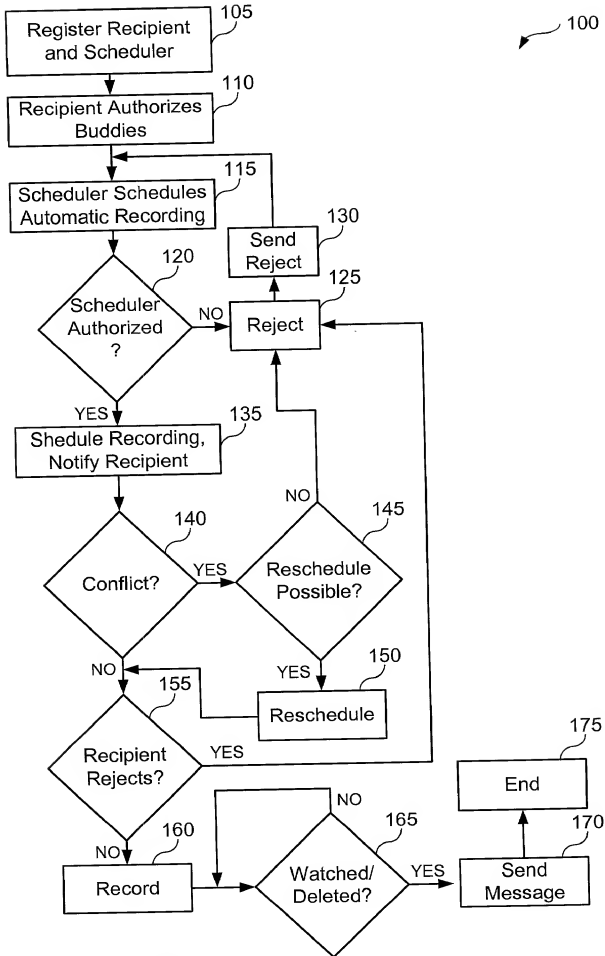 105
Register Recipient
and Scheduler
100
110
Recipient Authorizes
Buddies
115
Scheduler Schedules
Automatic Recording
130
Send
Reject
120
Scheduler
Authorized
?
NO
125
Reject
YES
135
Shedule Recording,
Notify Recipient
140
Conflict?
YES
NO
145
Reschedule
Possible?
YES
150
Reschedule
NO
155
Recipient
Rejects?
YES
175
End
NO
160
Record
NO
165
Watched/
Deleted?
YES
170
Send
Message